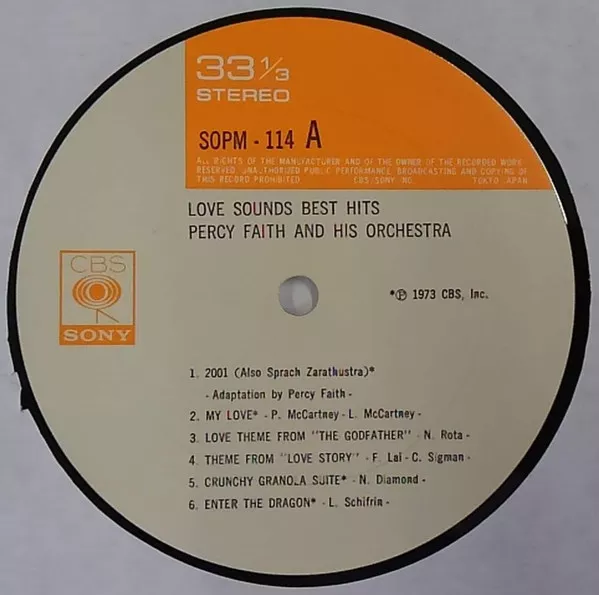 33 1/3
STEREO
SOPM - 114 A
ALL RIGHTS OF THE MANUFACTURER AND OF THE OWNER OF THE RECORDED WORK
RESERVED. UNAUTHORIZED PUBLIC PERFORMANCE, BROADCASTING AND COPYING OF
THIS RECORD PROHIBITED CBS/SONY INC. TOKYO JAPAN
LOVE SOUNDS BEST HITS
PERCY FAITH AND HIS ORCHESTRA
CBS
SONY
*Ⓟ 1973 CBS, Inc.
1. 2001 (Also Sprach Zarathustra)*
- Adaptation by Percy Faith -
2. MY LOVE* - P. McCartney - L. McCartney -
3. LOVE THEME FROM "THE GODFATHER" - N. Rota -
4. THEME FROM "LOVE STORY" - F. Lai - C. Sigman -
5. CRUNCHY GRANOLA SUITE* - N. Diamond -
6. ENTER THE DRAGON* - L. Schifrin -